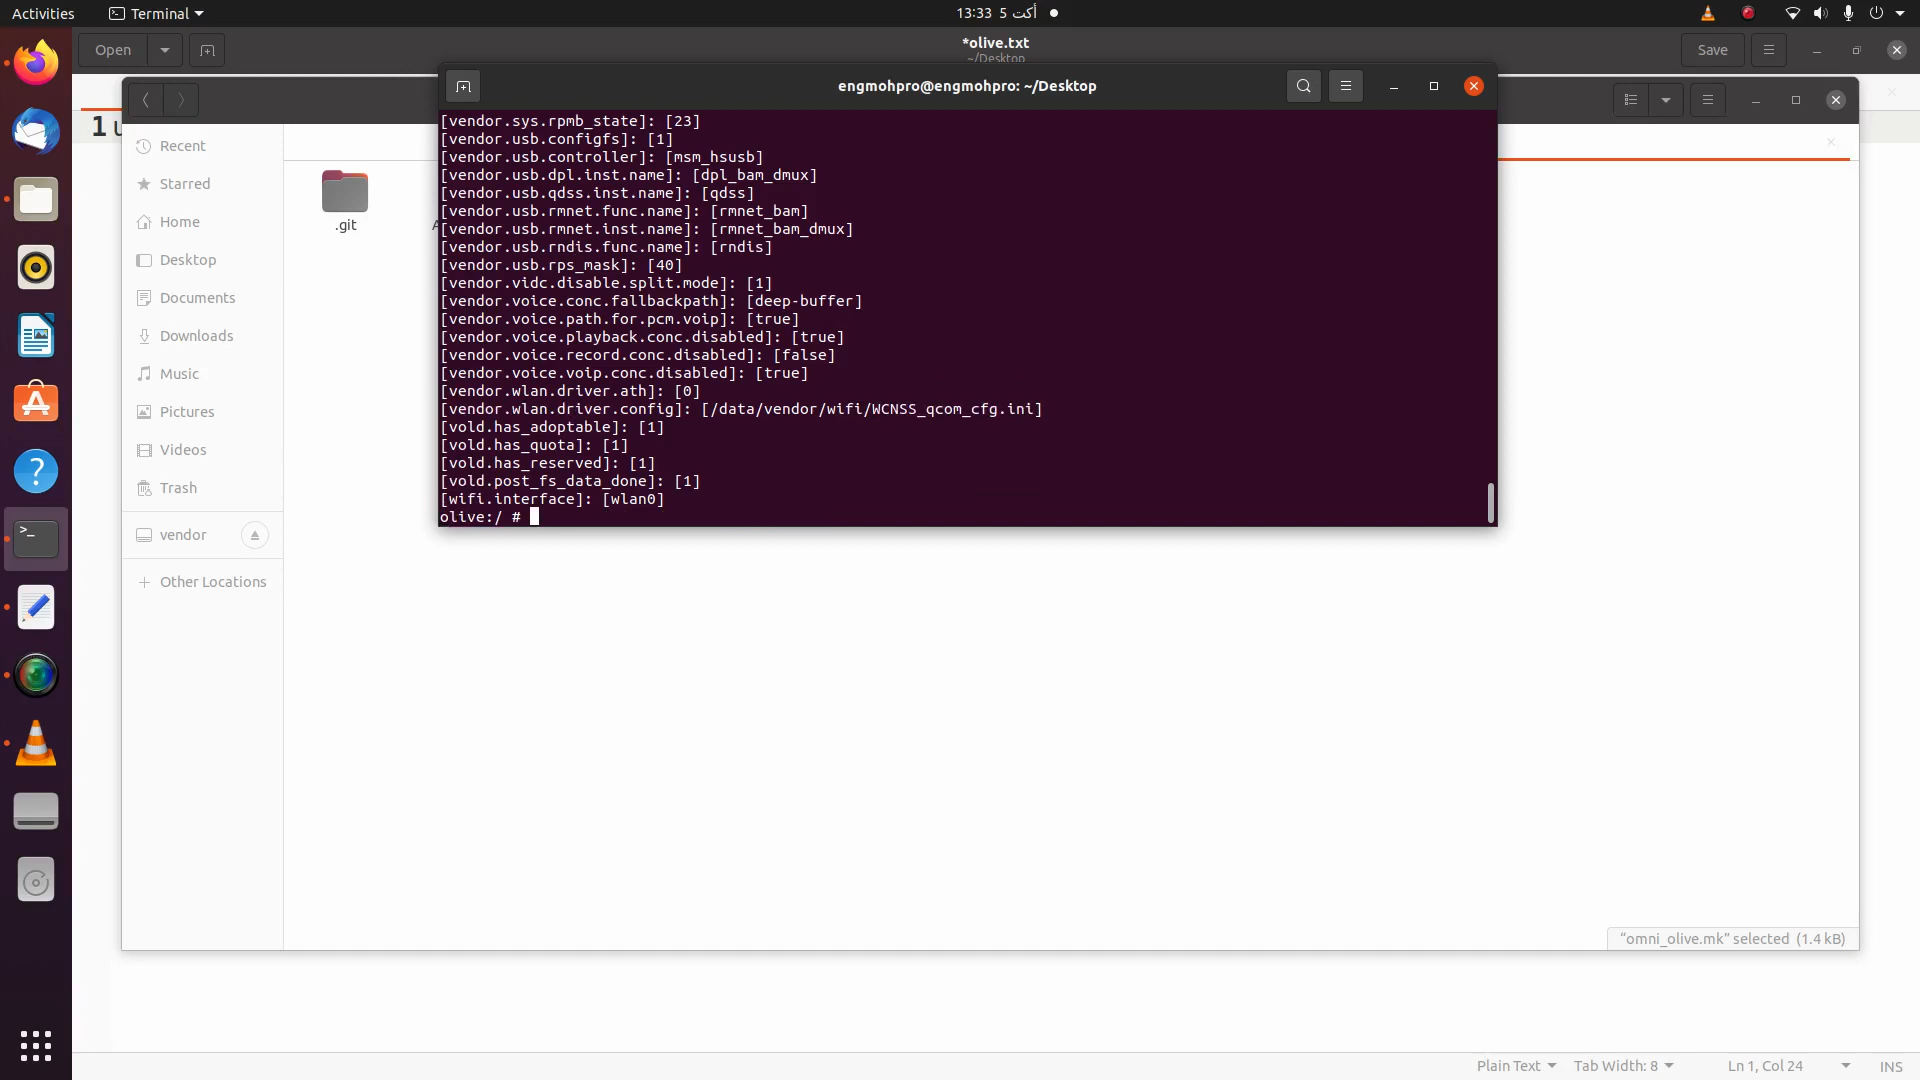 Activities
Terminal
13:33 5 أكت
Open
*olive.txt
~/Desktop
Save
engmohpro@engmohpro: ~/Desktop
1
Recent
Starred
Home
Desktop
Documents
Downloads
Music
Pictures
Videos
Trash
vendor
Other Locations
.git
[vendor.sys.rpmb_state]: [23]
[vendor.usb.configfs]: [1]
[vendor.usb.controller]: [msm_hsusb]
[vendor.usb.dpl.inst.name]: [dpl_bam_dmux]
[vendor.usb.qdss.inst.name]: [qdss]
[vendor.usb.rmnet.func.name]: [rmnet_bam]
[vendor.usb.rmnet.inst.name]: [rmnet_bam_dmux]
[vendor.usb.rndis.func.name]: [rndis]
[vendor.usb.rps_mask]: [40]
[vendor.vidc.disable.split.mode]: [1]
[vendor.voice.conc.fallbackpath]: [deep-buffer]
[vendor.voice.path.for.pcm.voip]: [true]
[vendor.voice.playback.conc.disabled]: [true]
[vendor.voice.record.conc.disabled]: [false]
[vendor.voice.voip.conc.disabled]: [true]
[vendor.wlan.driver.ath]: [0]
[vendor.wlan.driver.config]: [/data/vendor/wifi/WCNSS_qcom_cfg.ini]
[vold.has_adoptable]: [1]
[vold.has_quota]: [1]
[vold.has_reserved]: [1]
[vold.post_fs_data_done]: [1]
[wifi.interface]: [wlan0]
olive:/ #
"omni_olive.mk" selected (1.4 kB)
Plain Text
Tab Width: 8
Ln 1, Col 24
INS